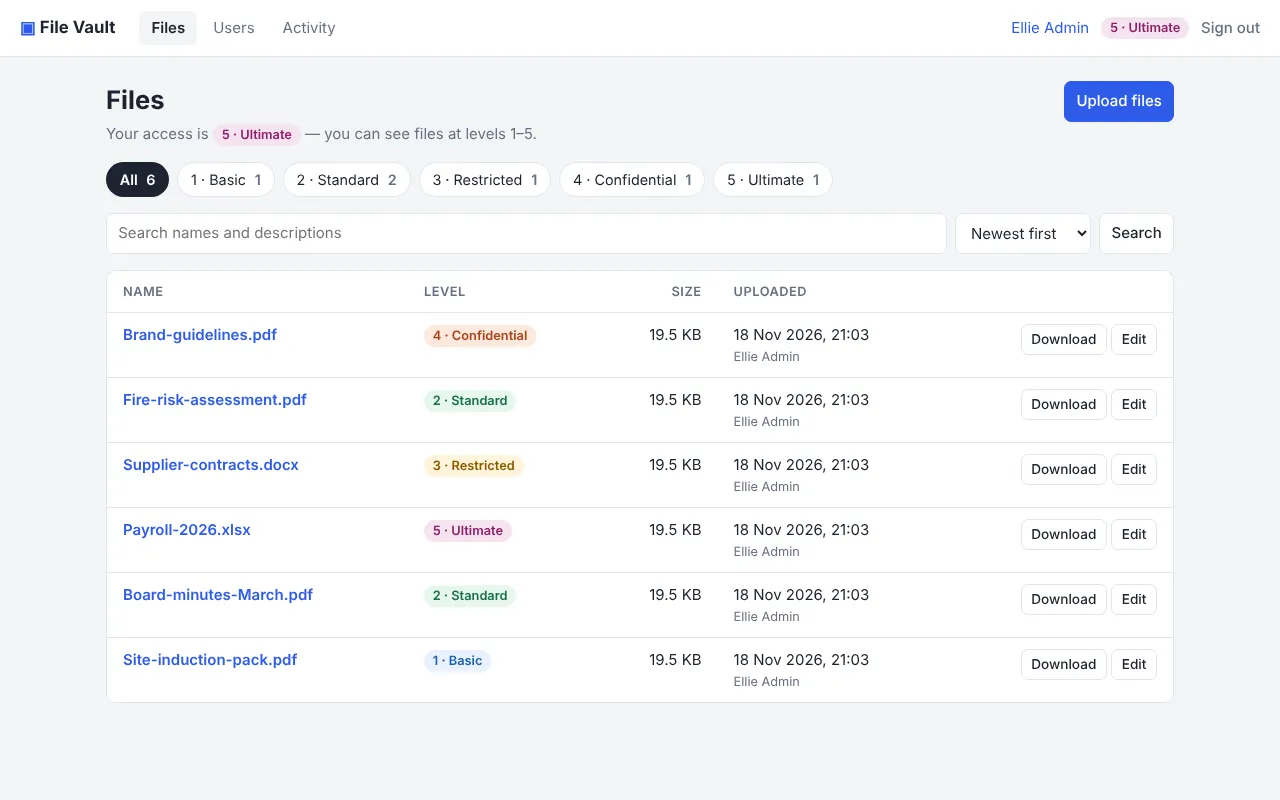 File Vault Files Users Activity Ellie Admin 5 · Ultimate Sign out
Files Upload files
Your access is 5 · Ultimate — you can see files at levels 1–5.
All 6 1 · Basic 1 2 · Standard 2 3 · Restricted 1 4 · Confidential 1 5 · Ultimate 1
Search names and descriptions Newest first Search
NAME LEVEL SIZE UPLOADED
Brand-guidelines.pdf 4 · Confidential 19.5 KB 18 Nov 2026, 21:03 Download Edit
Ellie Admin
Fire-risk-assessment.pdf 2 · Standard 19.5 KB 18 Nov 2026, 21:03 Download Edit
Ellie Admin
Supplier-contracts.docx 3 · Restricted 19.5 KB 18 Nov 2026, 21:03 Download Edit
Ellie Admin
Payroll-2026.xlsx 5 · Ultimate 19.5 KB 18 Nov 2026, 21:03 Download Edit
Ellie Admin
Board-minutes-March.pdf 2 · Standard 19.5 KB 18 Nov 2026, 21:03 Download Edit
Ellie Admin
Site-induction-pack.pdf 1 · Basic 19.5 KB 18 Nov 2026, 21:03 Download Edit
Ellie Admin